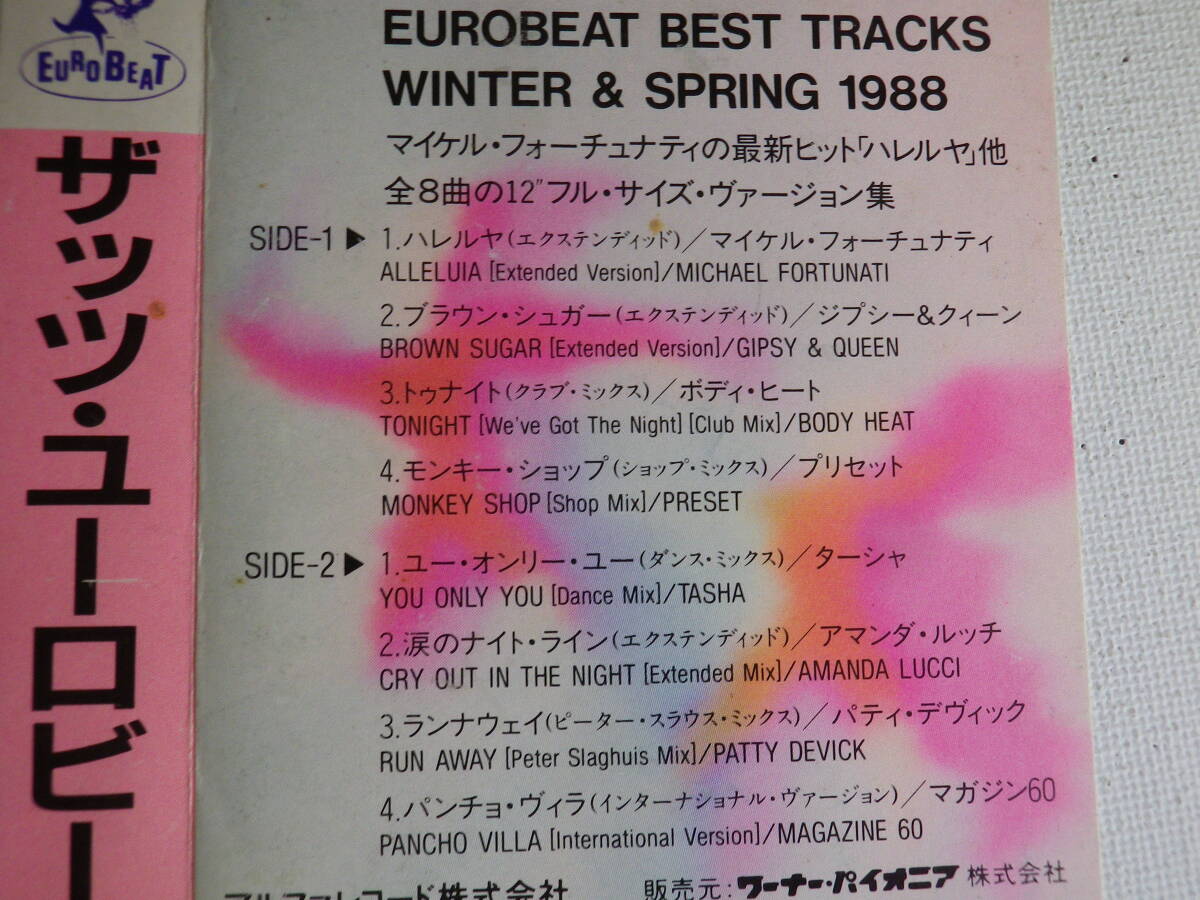 EUROBEAT
ザッツ・ユーロビー
EUROBEAT BEST TRACKS
WINTER & SPRING 1988
マイケル・フォーチュナティの最新ヒット「ハレルヤ」他
全8曲の12"フル・サイズ・ヴァージョン集
SIDE-1 ▶ 1.ハレルヤ(エクステンディッド)／マイケル・フォーチュナティ
ALLELUIA [Extended Version]/MICHAEL FORTUNATI
2.ブラウン・シュガー(エクステンディッド)／ジプシー&クィーン
BROWN SUGAR [Extended Version]/GIPSY & QUEEN
3.トゥナイト(クラブ・ミックス)／ボディ・ヒート
TONIGHT [We've Got The Night] [Club Mix]/BODY HEAT
4.モンキー・ショップ(ショップ・ミックス)／プリセット
MONKEY SHOP [Shop Mix]/PRESET
SIDE-2 ▶ 1.ユー・オンリー・ユー(ダンス・ミックス)／ターシャ
YOU ONLY YOU [Dance Mix]/TASHA
2.涙のナイト・ライン(エクステンディッド)／アマンダ・ルッチ
CRY OUT IN THE NIGHT [Extended Mix]/AMANDA LUCCI
3.ランナウェイ(ピーター・スラウス・ミックス)／パティ・デヴィック
RUN AWAY [Peter Slaghuis Mix]/PATTY DEVICK
4.パンチョ・ヴィラ(インターナショナル・ヴァージョン)／マガジン60
PANCHO VILLA [International Version]/MAGAZINE 60
アルファレコード株式会社 販売元:ワーナー・パイオニア 株式会社